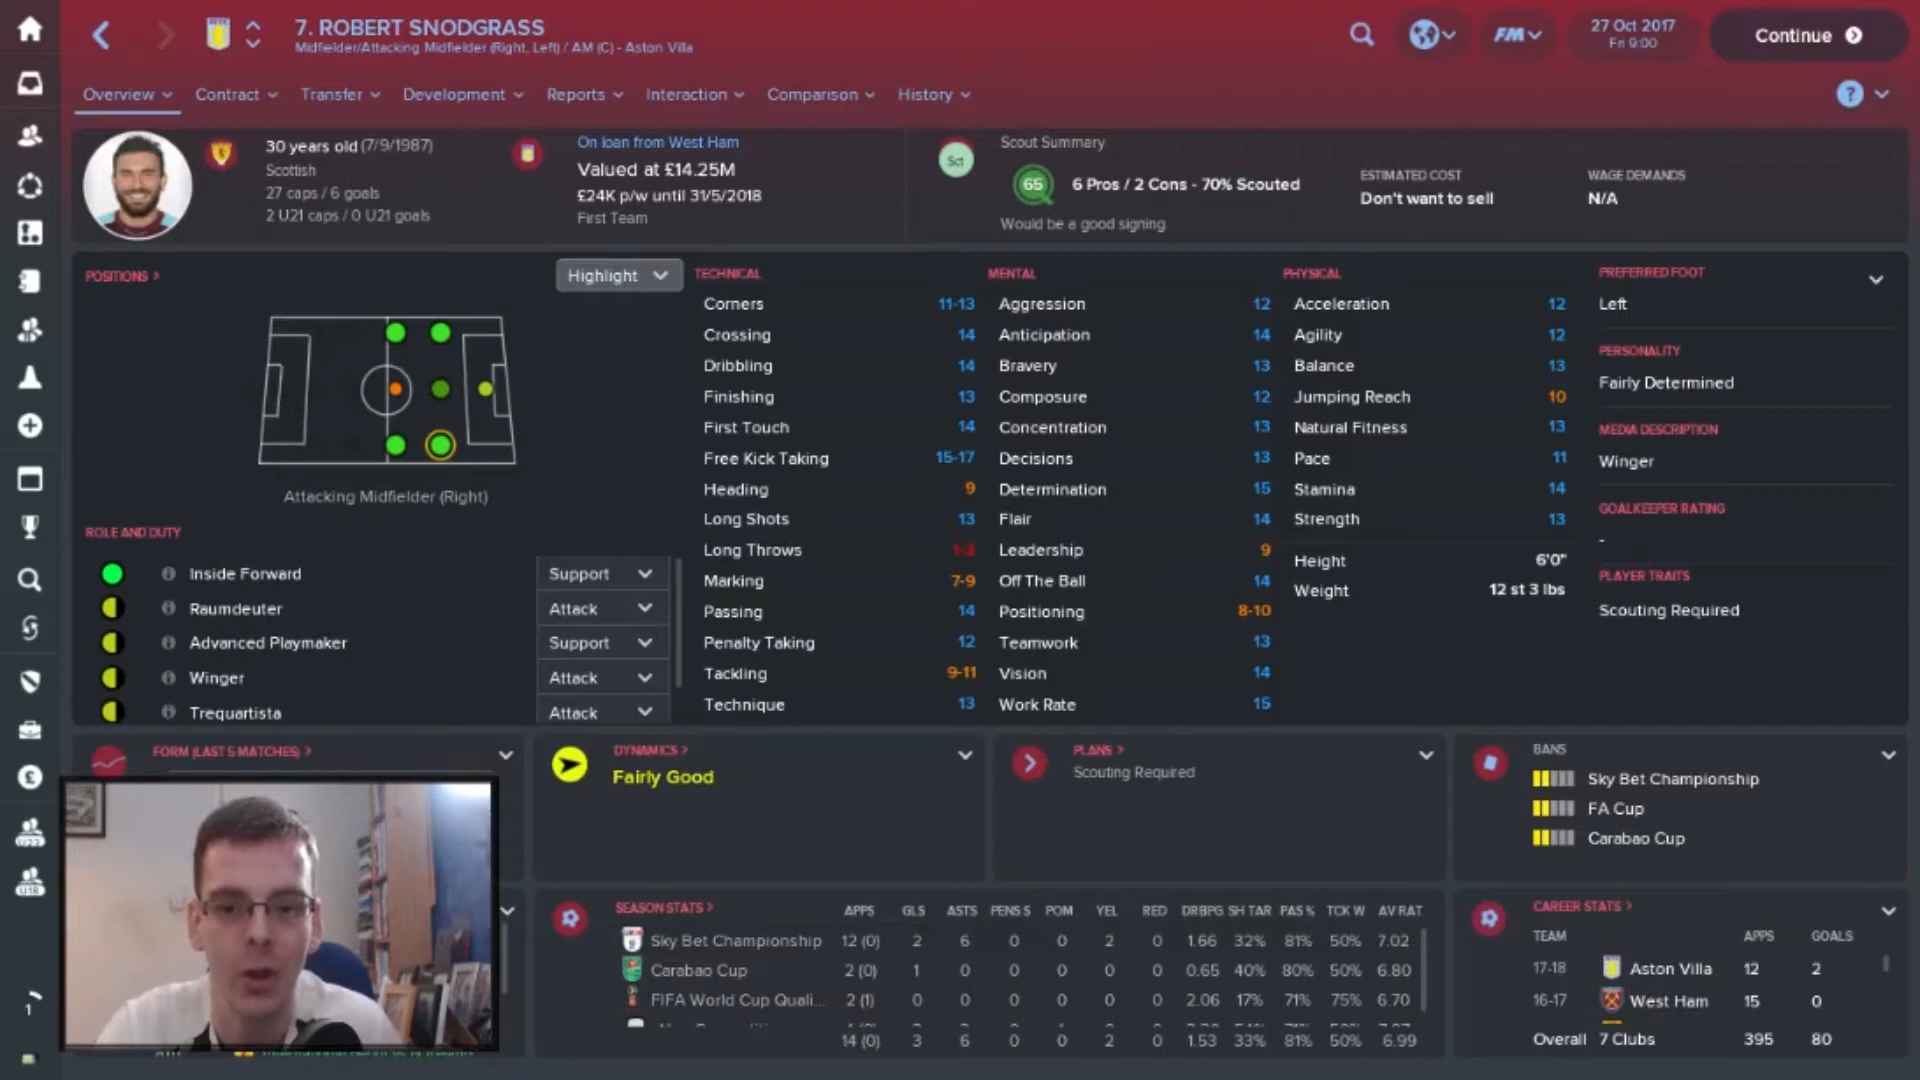 7. ROBERT SNODGRASS
Midfielder/Attacking Midfielder (Right, Left) / AM (C) - Aston Villa
FM
27 Oct 2017
Fri 9:00
Continue
Overview
Contract
Transfer
Development
Reports
Interaction
Comparison
History
?
30 years old (7/9/1987)
Scottish
27 caps / 6 goals
2 U21 caps / 0 U21 goals
On loan from West Ham
Valued at £14.25M
£24K p/w until 31/5/2018
First Team
Sct
Scout Summary
65
6 Pros / 2 Cons - 70% Scouted
Would be a good signing
ESTIMATED COST
Don't want to sell
WAGE DEMANDS
N/A
POSITIONS >
Highlight
Attacking Midfielder (Right)
ROLE AND DUTY
Inside Forward Support
Raumdeuter Attack
Advanced Playmaker Support
Winger Attack
Trequartista Attack
TECHNICAL
Corners 11-13
Crossing 14
Dribbling 14
Finishing 13
First Touch 14
Free Kick Taking 15-17
Heading 9
Long Shots 13
Long Throws
Marking 7-9
Passing 14
Penalty Taking 12
Tackling 9-11
Technique 13
MENTAL
Aggression 12
Anticipation 14
Bravery 13
Composure 12
Concentration 13
Decisions 13
Determination 15
Flair 14
Leadership 9
Off The Ball 14
Positioning 8-10
Teamwork 13
Vision 14
Work Rate 15
PHYSICAL
Acceleration 12
Agility 12
Balance 13
Jumping Reach 10
Natural Fitness 13
Pace 11
Stamina 14
Strength 13
Height 6'0"
Weight 12 st 3 lbs
PREFERRED FOOT
Left
PERSONALITY
Fairly Determined
MEDIA DESCRIPTION
Winger
GOALKEEPER RATING
-
PLAYER TRAITS
Scouting Required
FORM (LAST 5 MATCHES) >
DYNAMICS >
Fairly Good
PLANS >
Scouting Required
BANS
Sky Bet Championship
FA Cup
Carabao Cup
U23
U18
SEASON STATS > APPS GLS ASTS PENS S POM YEL RED DRBPG SH TAR PAS % TCK W AV RAT
Sky Bet Championship 12 (0) 2 6 0 0 2 0 1.66 32% 81% 50% 7.02
Carabao Cup 2 (0) 1 0 0 0 0 0 0.65 40% 80% 50% 6.80
FIFA World Cup Quali... 2 (1) 0 0 0 0 0 0 2.06 17% 71% 75% 6.70
14 (0) 3 6 0 0 2 0 1.53 33% 81% 50% 6.99
CAREER STATS >
TEAM APPS GOALS
17-18 Aston Villa 12 2
16-17 West Ham 15 0
Overall 7 Clubs 395 80